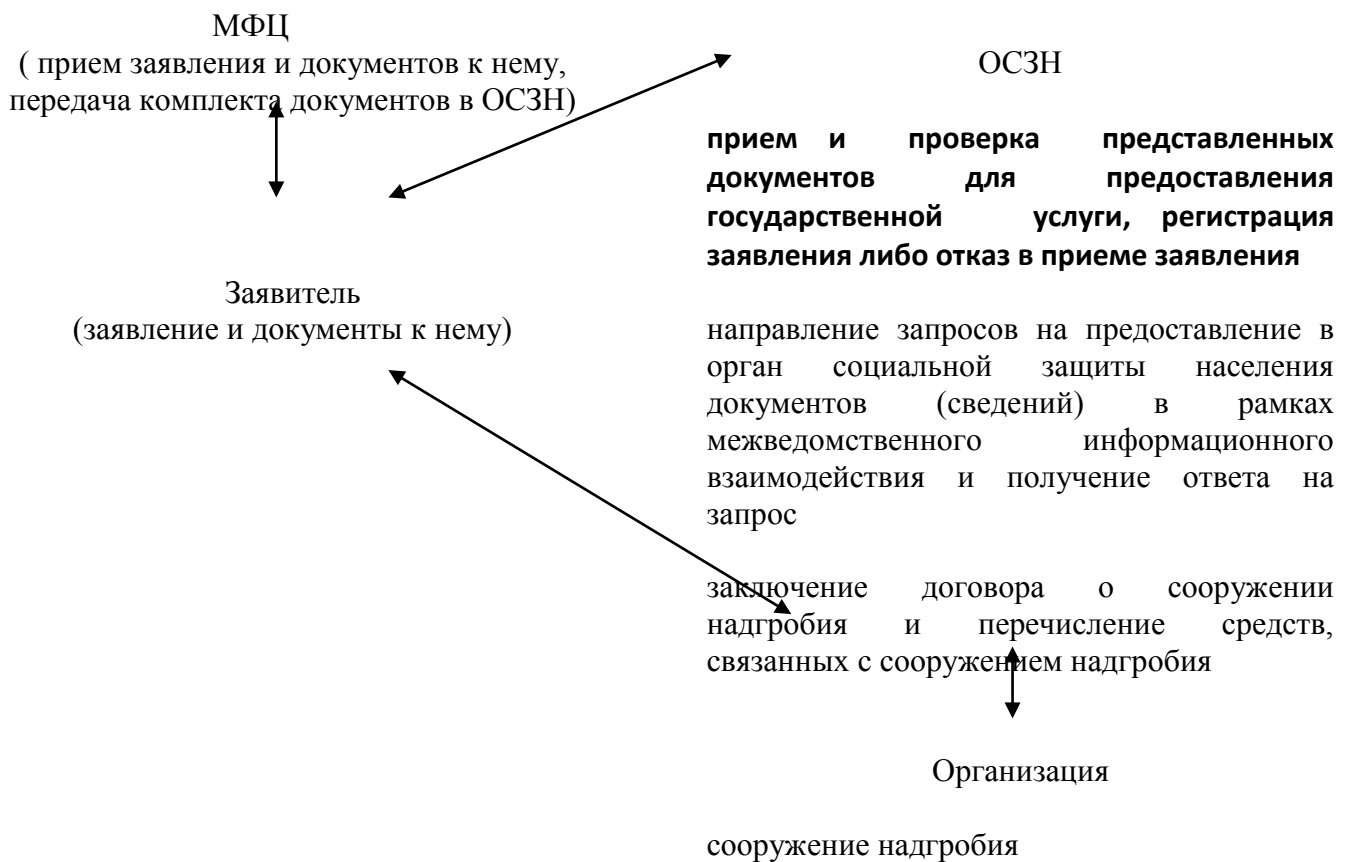 МФЦ
( прием заявления и документов к нему,
передача комплекта документов в ОСЗН)
Заявитель
(заявление и документы к нему)
ОСЗН
прием и проверка представленных
документов для предоставления
государственной услуги, регистрация
заявления либо отказ в приеме заявления
направление запросов на предоставление в
орган социальной защиты населения
документов (сведений) в рамках
межведомственного информационного
взаимодействия и получение ответа на
запрос
заключение договора о сооружении
надгробия и перечисление средств,
связанных с сооружением надгробия
Организация
сооружение надгробия